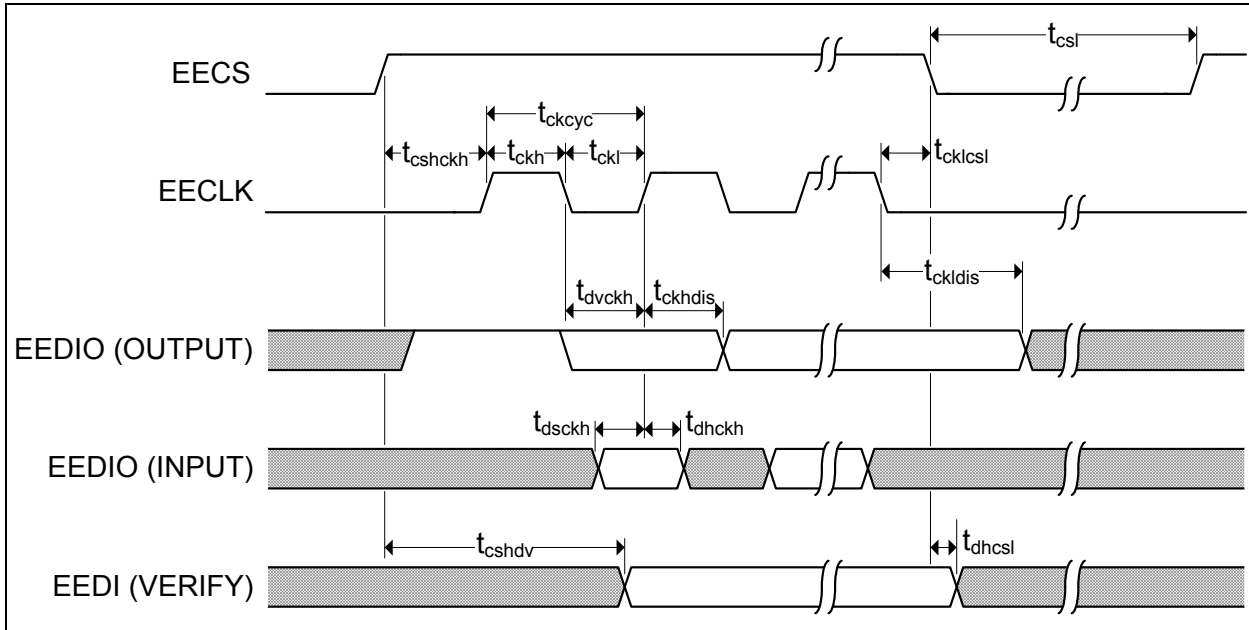 EECS
t_csl
t_ckcyc
t_cshckh
t_ckh
t_ckl
t_cklcsl
EECLK
t_ckldis
t_dvckh
t_ckhdis
EEDIO (OUTPUT)
t_dsckh
t_dhckh
EEDIO (INPUT)
t_cshdv
t_dhcsl
EEDI (VERIFY)